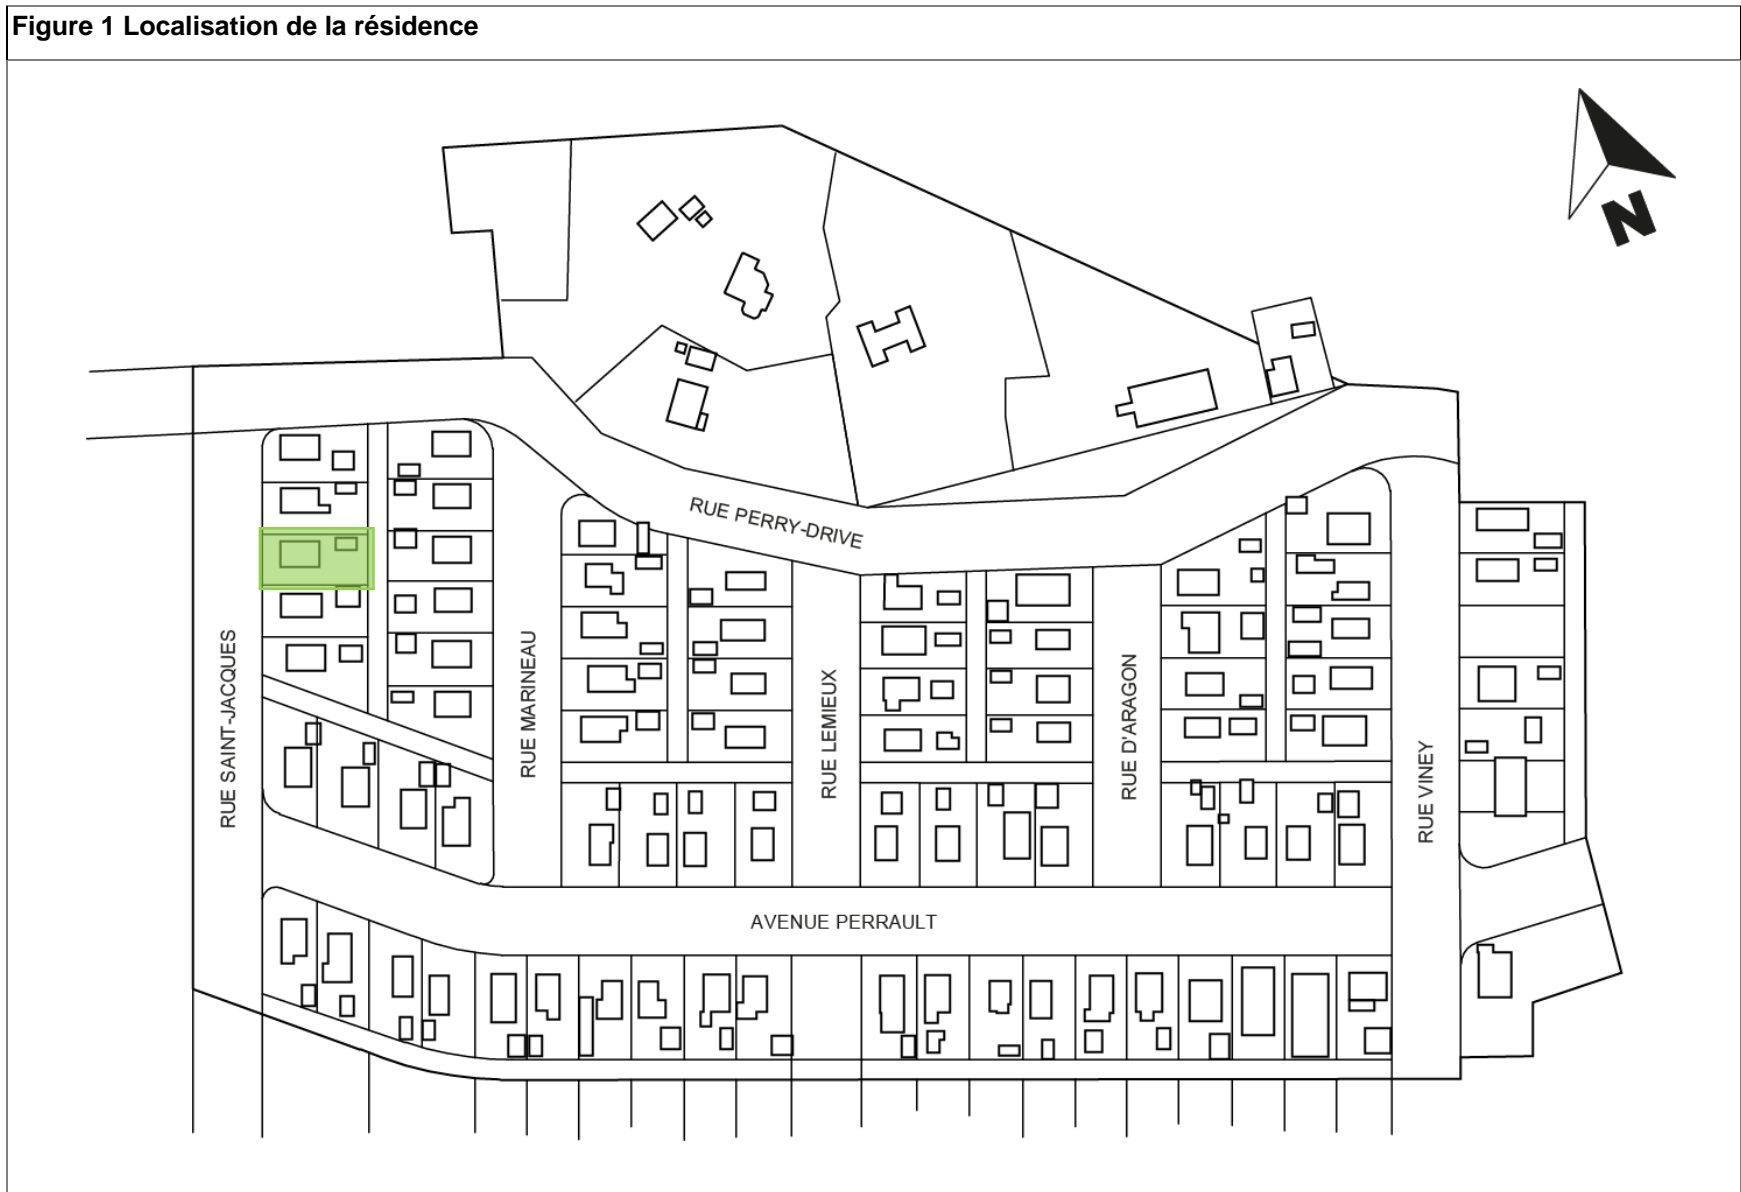 Figure 1 Localisation de la résidence
N
RUE PERRY-DRIVE
RUE SAINT-JACQUES
RUE MARINEAU
RUE LEMIEUX
RUE D'ARAGON
RUE VINEY
AVENUE PERRAULT